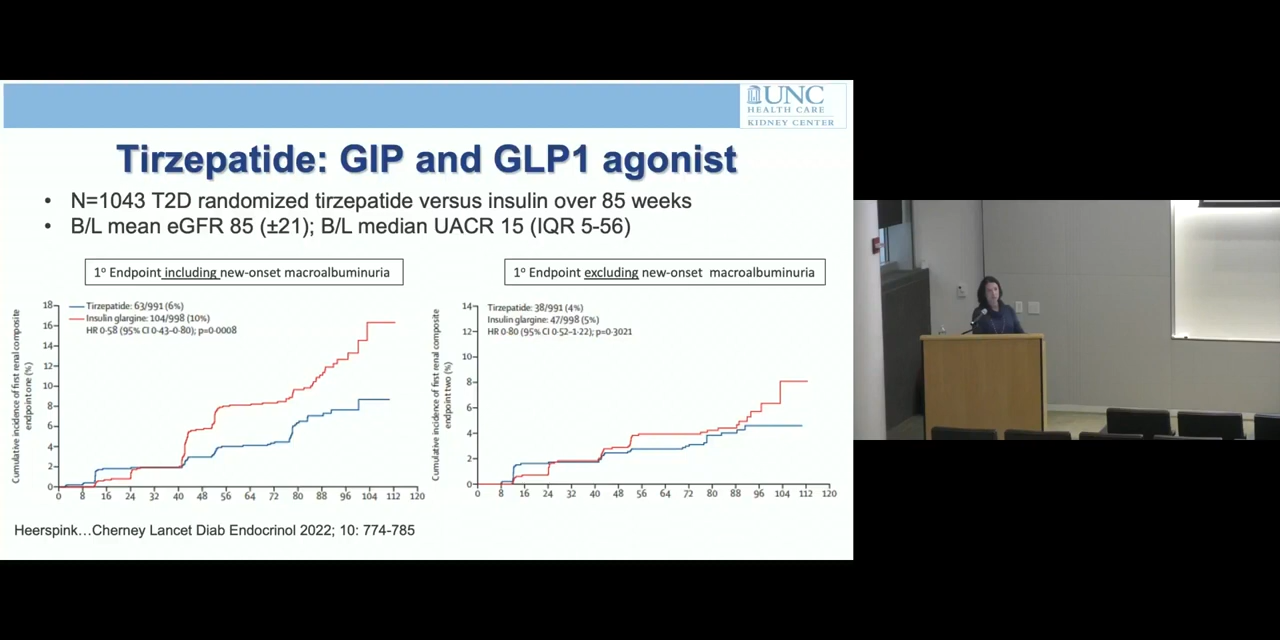 UNC
HEALTH CARE
KIDNEY CENTER
Tirzepatide: GIP and GLP1 agonist
• N=1043 T2D randomized tirzepatide versus insulin over 85 weeks
• B/L mean eGFR 85 (±21); B/L median UACR 15 (IQR 5-56)
1° Endpoint including new-onset macroalbuminuria
Cumulative incidence of first renal composite
endpoint one (%)
18
16
14
12
10
8
6
4
2
0
Tirzepatide: 63/991 (6%)
Insulin glargine: 104/998 (10%)
HR 0·58 (95% CI 0·43–0·80); p=0·0008
0 8 16 24 32 40 48 56 64 72 80 88 96 104 112 120
1° Endpoint excluding new-onset macroalbuminuria
Cumulative incidence of first renal composite
endpoint two (%)
14
12
10
8
6
4
2
0
Tirzepatide: 38/991 (4%)
Insulin glargine: 47/998 (5%)
HR 0·80 (95% CI 0·52–1·22); p=0·3021
0 8 16 24 32 40 48 56 64 72 80 88 96 104 112 120
Heerspink…Cherney Lancet Diab Endocrinol 2022; 10: 774-785